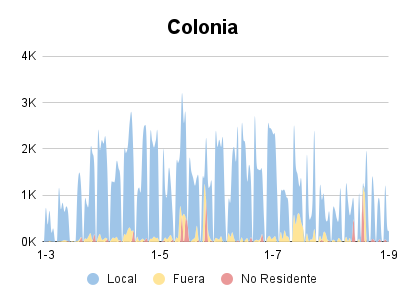 Colonia
4K
3K
2K
1K
0K
1-3 1-5 1-7 1-9
Local Fuera No Residente